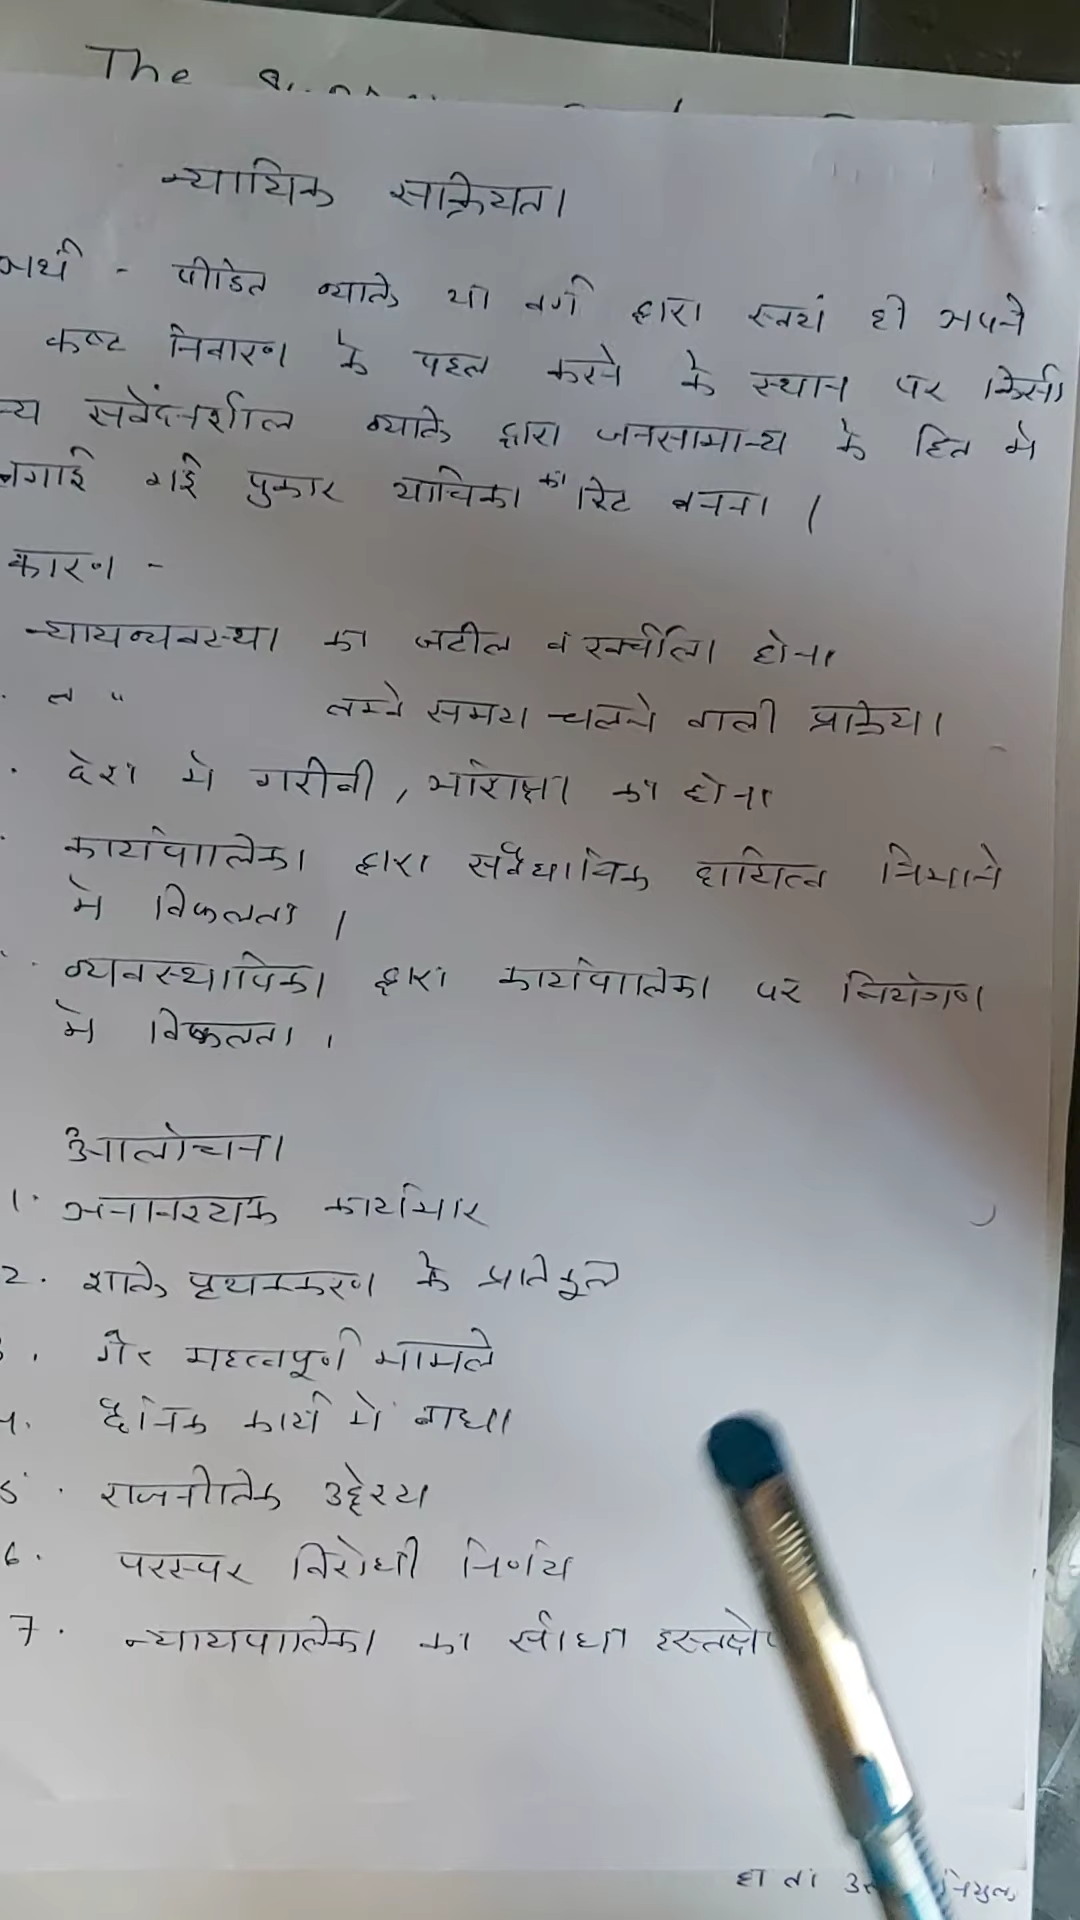 The
न्यायिक सक्रियता
अर्थ - पीडित व्यक्ति या वर्ग द्वारा स्वयं ही अपने
कष्ट निवारण के पहल करने के स्थान पर किसी
न्य सवेंदनशील व्यक्ति द्वारा जनसामान्य के हित मे
लगाई गई पुकार याचिका का रिट बनना ।
कारण -
न्यायव्यवस्था का जटील व खर्चीला होना
. त "
लम्बे समय चलने वाली प्रक्रिया
. देश मे गरीबी, अशिक्षा का होना
कार्यपालिका द्वारा सवैंधानिक दायित्व निभाने
मे विफलता ।
व्यवस्थापिका द्वारा कार्यपालिका पर नियंत्रण
मे विफलता ।
आलोचना
1. अनावश्यक कार्यभार
2. शक्ति पृथक्करण के प्रतिकूल
3. गैर महत्वपूर्ण मामले
4. दैनिक कार्य में बाधा
5. राजनीतिक उद्देश्य
6. परस्पर विरोधी निर्णय
7. न्यायपालिका का सीधा हस्तक्षेप